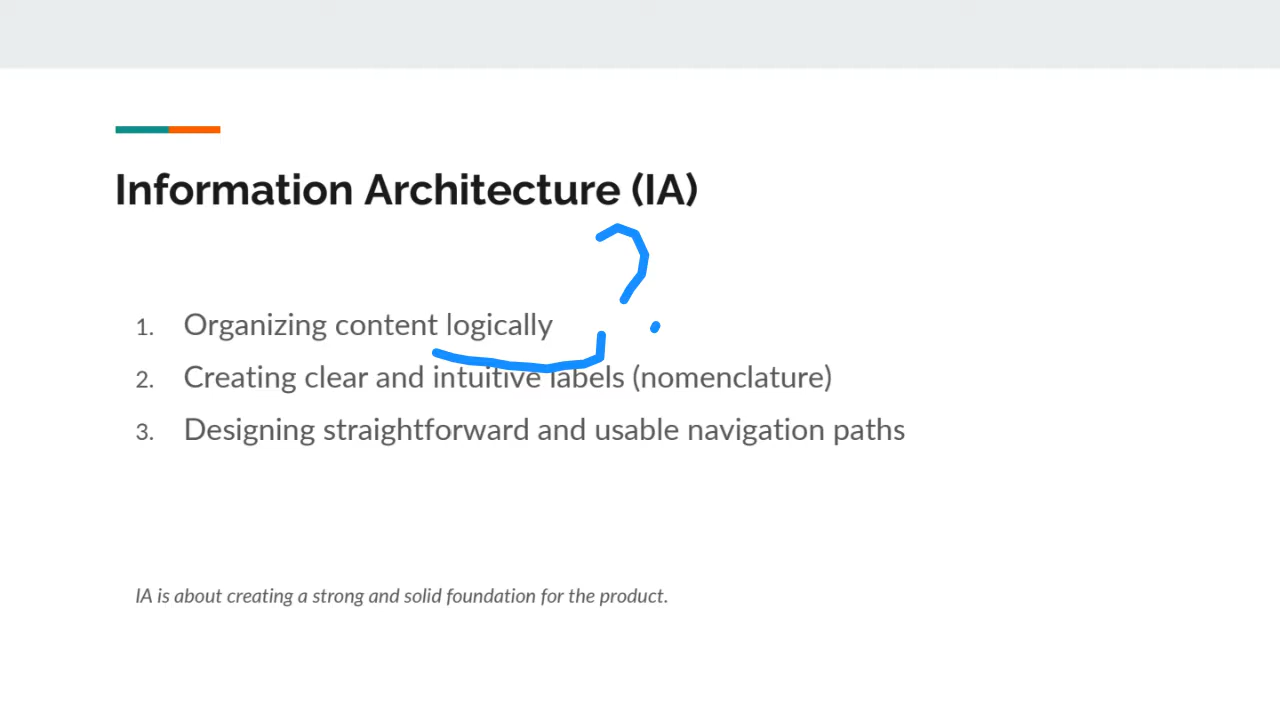 Information Architecture (IA)
?
1. Organizing content logically
2. Creating clear and intuitive labels (nomenclature)
3. Designing straightforward and usable navigation paths
IA is about creating a strong and solid foundation for the product.